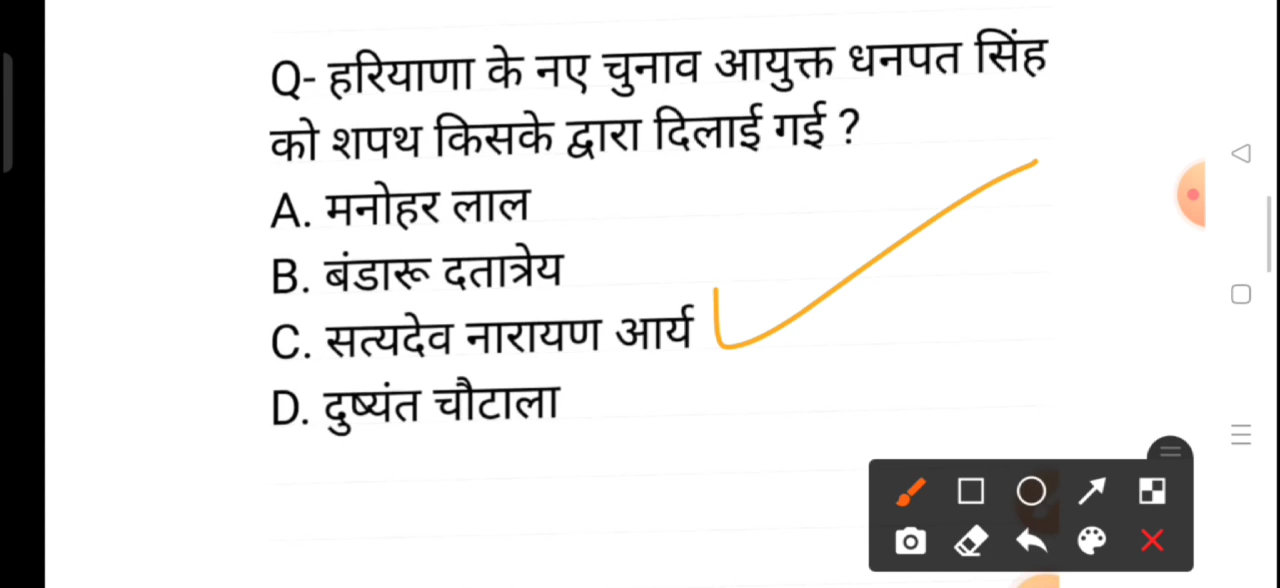 Q- हरियाणा के नए चुनाव आयुक्त धनपत सिंह
को शपथ किसके द्वारा दिलाई गई ?
A. मनोहर लाल
B. बंडारू दतात्रेय
C. सत्यदेव नारायण आर्य
D. दुष्यंत चौटाला